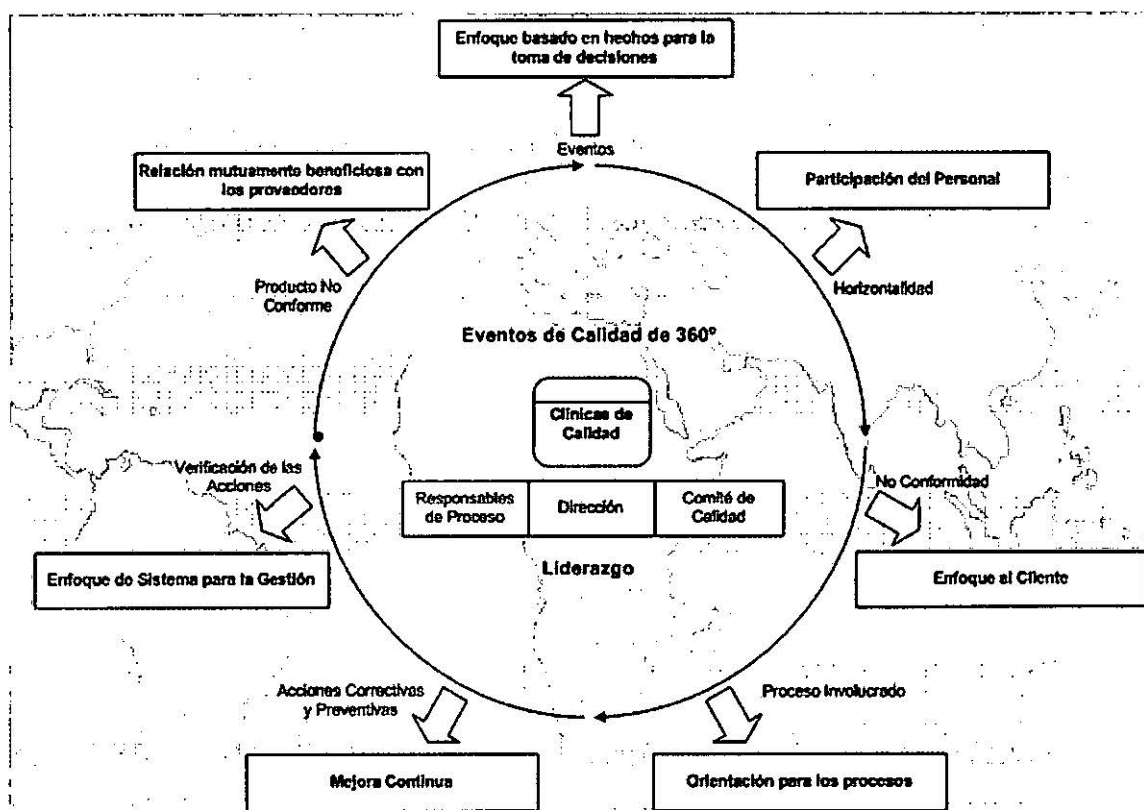 Enfoque basado en hechos para la
toma de decisiones
Eventos
Relación mutuamente beneficiosa con
los proveedores
Participación del Personal
Producto No
Conforme
Horizontalidad
Eventos de Calidad de 360º
Clínicas de
Calidad
Verificación de las
Acciones
No Conformidad
Responsables
de Proceso
Dirección
Comité de
Calidad
Enfoque de Sistema para la Gestión
Liderazgo
Enfoque al Cliente
Acciones Correctivas
y Preventivas
Proceso Involucrado
Mejora Continua
Orientación para los procesos